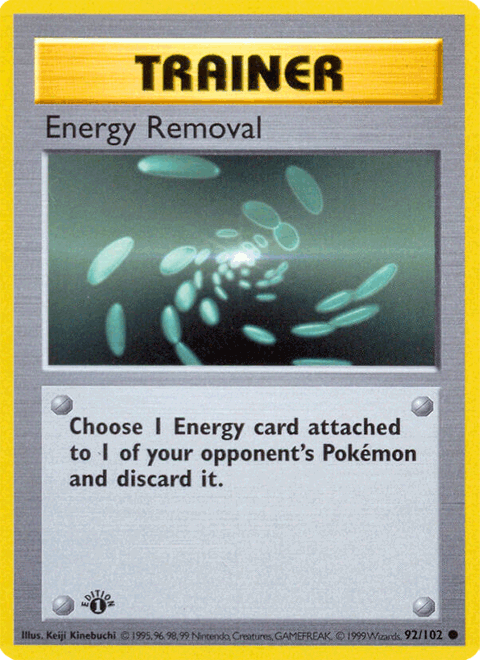 TRAINER
Energy Removal
Choose 1 Energy card attached
to 1 of your opponent's Pokémon
and discard it.
EDITION
1
Illus. Keiji Kinebuchi © 1995, 96, 98, 99 Nintendo, Creatures, GAMEFREAK. © 1999 Wizards. 92/102